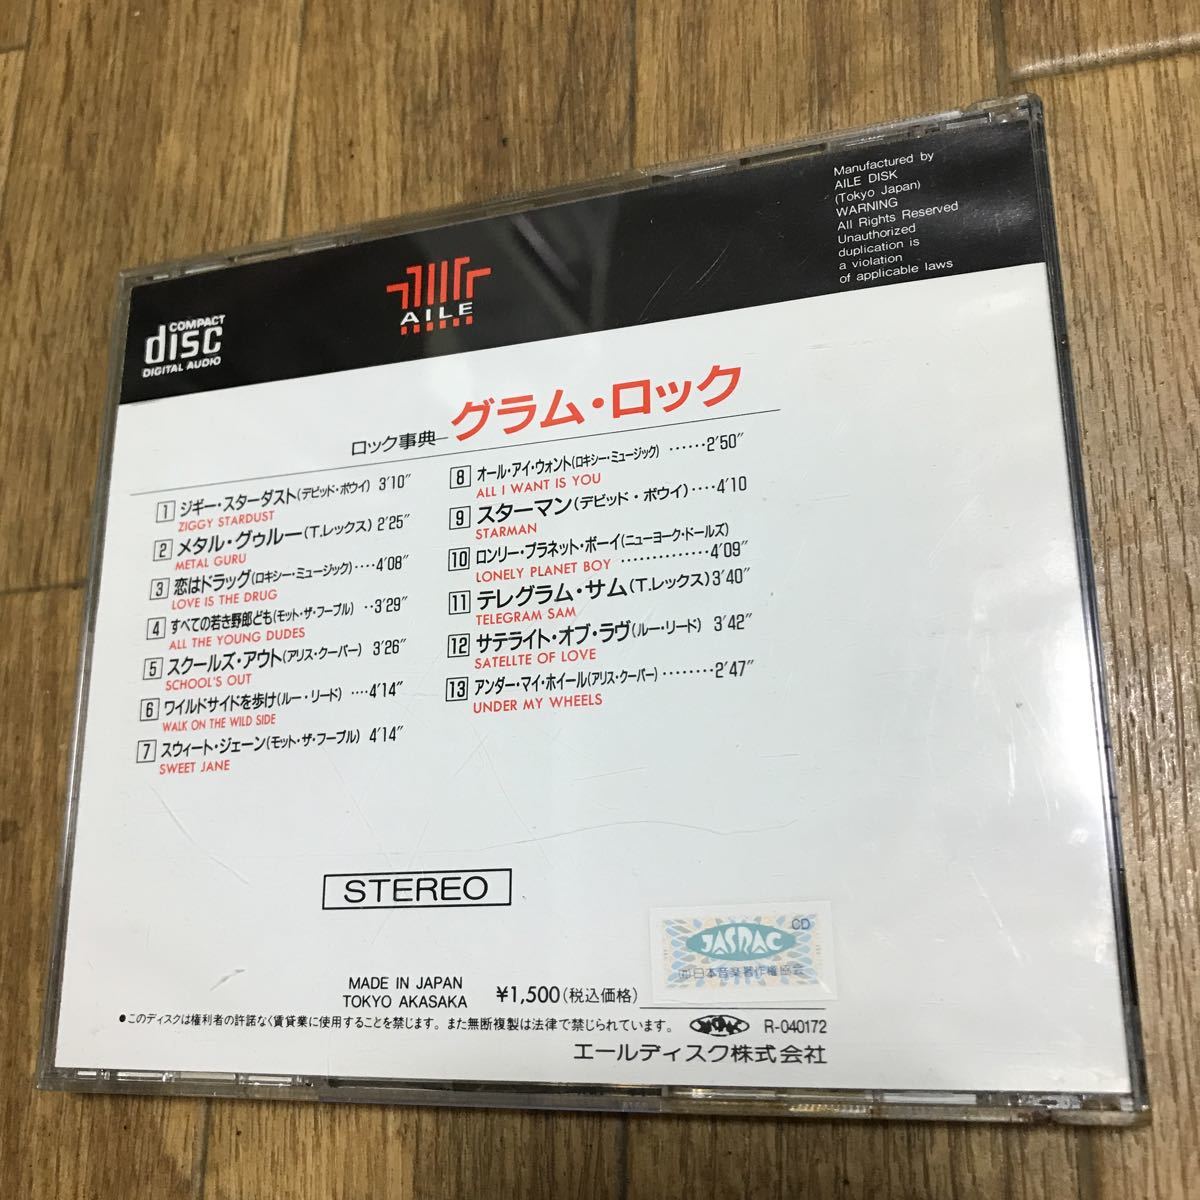 Manufactured by
AILE DISK
(Tokyo Japan)
WARNING
All Rights Reserved
Unauthorized
duplication is
a violation
of applicable laws
COMPACT
disc
DIGITAL AUDIO
AILE
ロック事典 グラム・ロック
1 ジギー・スターダスト(デビッド・ボウイ) 3'10"
ZIGGY STARDUST
2 メタル・グゥルー(T.レックス) 2'25"
METAL GURU
3 恋はドラッグ(ロキシー・ミュージック)····4'08"
LOVE IS THE DRUG
4 すべての若き野郎ども(モット・ザ・フープル) ··3'29"
ALL THE YOUNG DUDES
5 スクールズ・アウト(アリス・クーパー) 3'26"
SCHOOL'S OUT
6 ワイルドサイドを歩け(ルー・リード) ····4'14"
WALK ON THE WILD SIDE
7 スウィート・ジェーン(モット・ザ・フープル) 4'14"
SWEET JANE
8 オール・アイ・ウォント(ロキシー・ミュージック) ······2'50"
ALL I WANT IS YOU
9 スターマン(デビッド・ボウイ)····4'10
STARMAN
10 ロンリー・プラネット・ボーイ(ニューヨーク・ドールズ)
LONELY PLANET BOY ·············4'09"
11 テレグラム・サム(T.レックス) 3'40"
TELEGRAM SAM
12 サテライト・オブ・ラヴ(ルー・リード) 3'42"
SATELLTE OF LOVE
13 アンダー・マイ・ホイール(アリス・クーパー)········2'47"
UNDER MY WHEELS
STEREO
JASRAC
CD
㈳日本音楽著作権協会
MADE IN JAPAN
TOKYO AKASAKA
¥1,500(税込価格)
●このディスクは権利者の許諾なく賃貸業に使用することを禁じます。また無断複製は法律で禁じられています。
R-040172
エールディスク株式会社